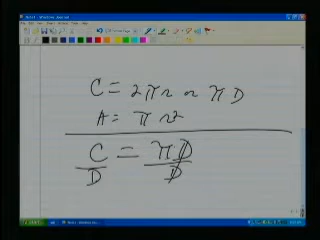 C = 2πr or πD
A = πr²
C/D = πD/D